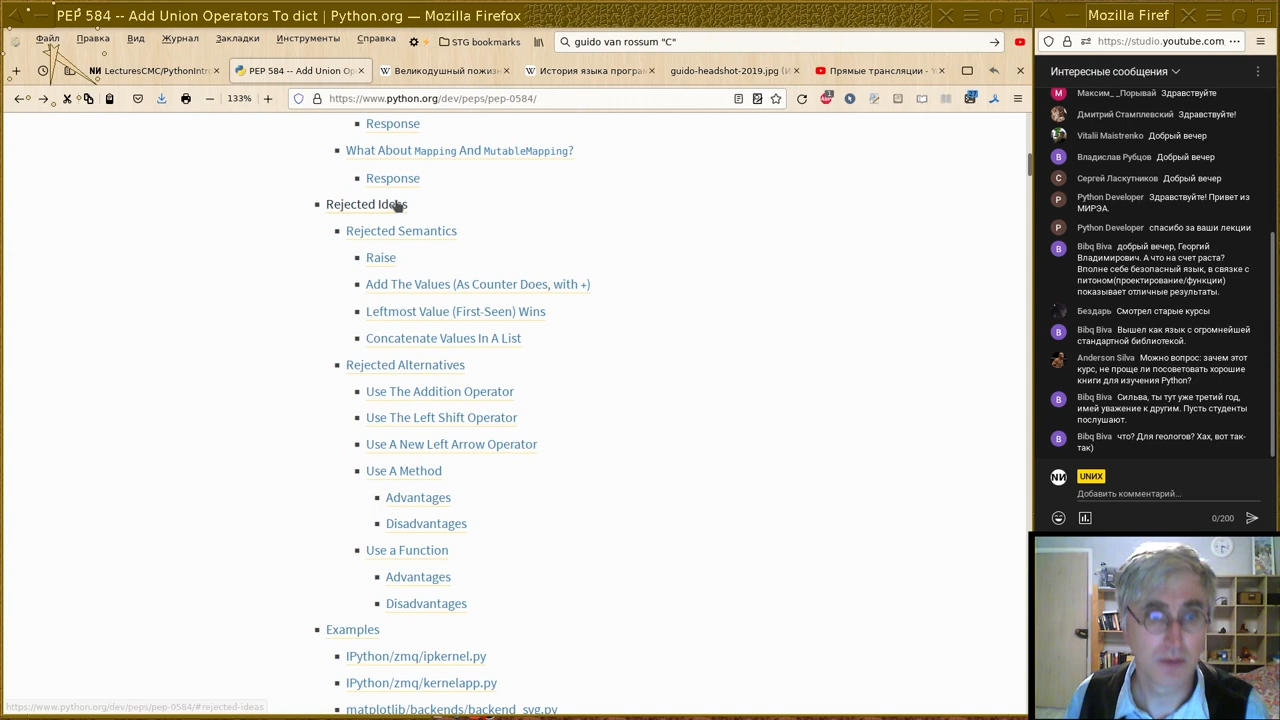 PEP 584 -- Add Union Operators To dict | Python.org — Mozilla Firefox
Mozilla Firef
Файл Правка Вид Журнал Закладки Инструменты Справка
STG bookmarks
guido van rossum "C"
https://studio.youtube.com
LecturesCMC/PythonIntro
PEP 584 -- Add Union Op
Великодушный пожизн
История языка програм
guido-headshot-2019.jpg (И
Прямые трансляции - Yo
133%
https://www.python.org/dev/peps/pep-0584/
Response
What About Mapping And MutableMapping?
Response
Rejected Ideas
Rejected Semantics
Raise
Add The Values (As Counter Does, with +)
Leftmost Value (First-Seen) Wins
Concatenate Values In A List
Rejected Alternatives
Use The Addition Operator
Use The Left Shift Operator
Use A New Left Arrow Operator
Use A Method
Advantages
Disadvantages
Use a Function
Advantages
Disadvantages
Examples
IPython/zmq/ipkernel.py
IPython/zmq/kernelapp.py
matplotlib/backends/backend_svg.py
https://www.python.org/dev/peps/pep-0584/#rejected-ideas
Интересные сообщения
Максим_ _Порывай Здравствуйте
Дмитрий Стамплевский Здравствуйте!
Vitalii Maistrenko Добрый вечер
Владислав Рубцов Добрый вечер
Сергей Ласкутников Добрый вечер
Python Developer Здравствуйте! Привет из
МИРЭА.
Python Developer спасибо за ваши лекции
Bibq Biva добрый вечер, Георгий
Владимирович. А что на счет раста?
Вполне себе безопасный язык, в связке с
питоном(проектирование/функции)
показывает отличные результаты.
Бездарь Смотрел старые курсы
Bibq Biva Вышел как язык с огромнейшей
стандартной библиотекой.
Anderson Silva Можно вопрос: зачем этот
курс, не проще ли посоветовать хорошие
книги для изучения Python?
Bibq Biva Сильва, ты тут уже третий год,
имей уважение к другим. Пусть студенты
послушают.
Bibq Biva что? Для геологов? Хах, вот так-
так)
UNИX
Добавить комментарий...
0/200